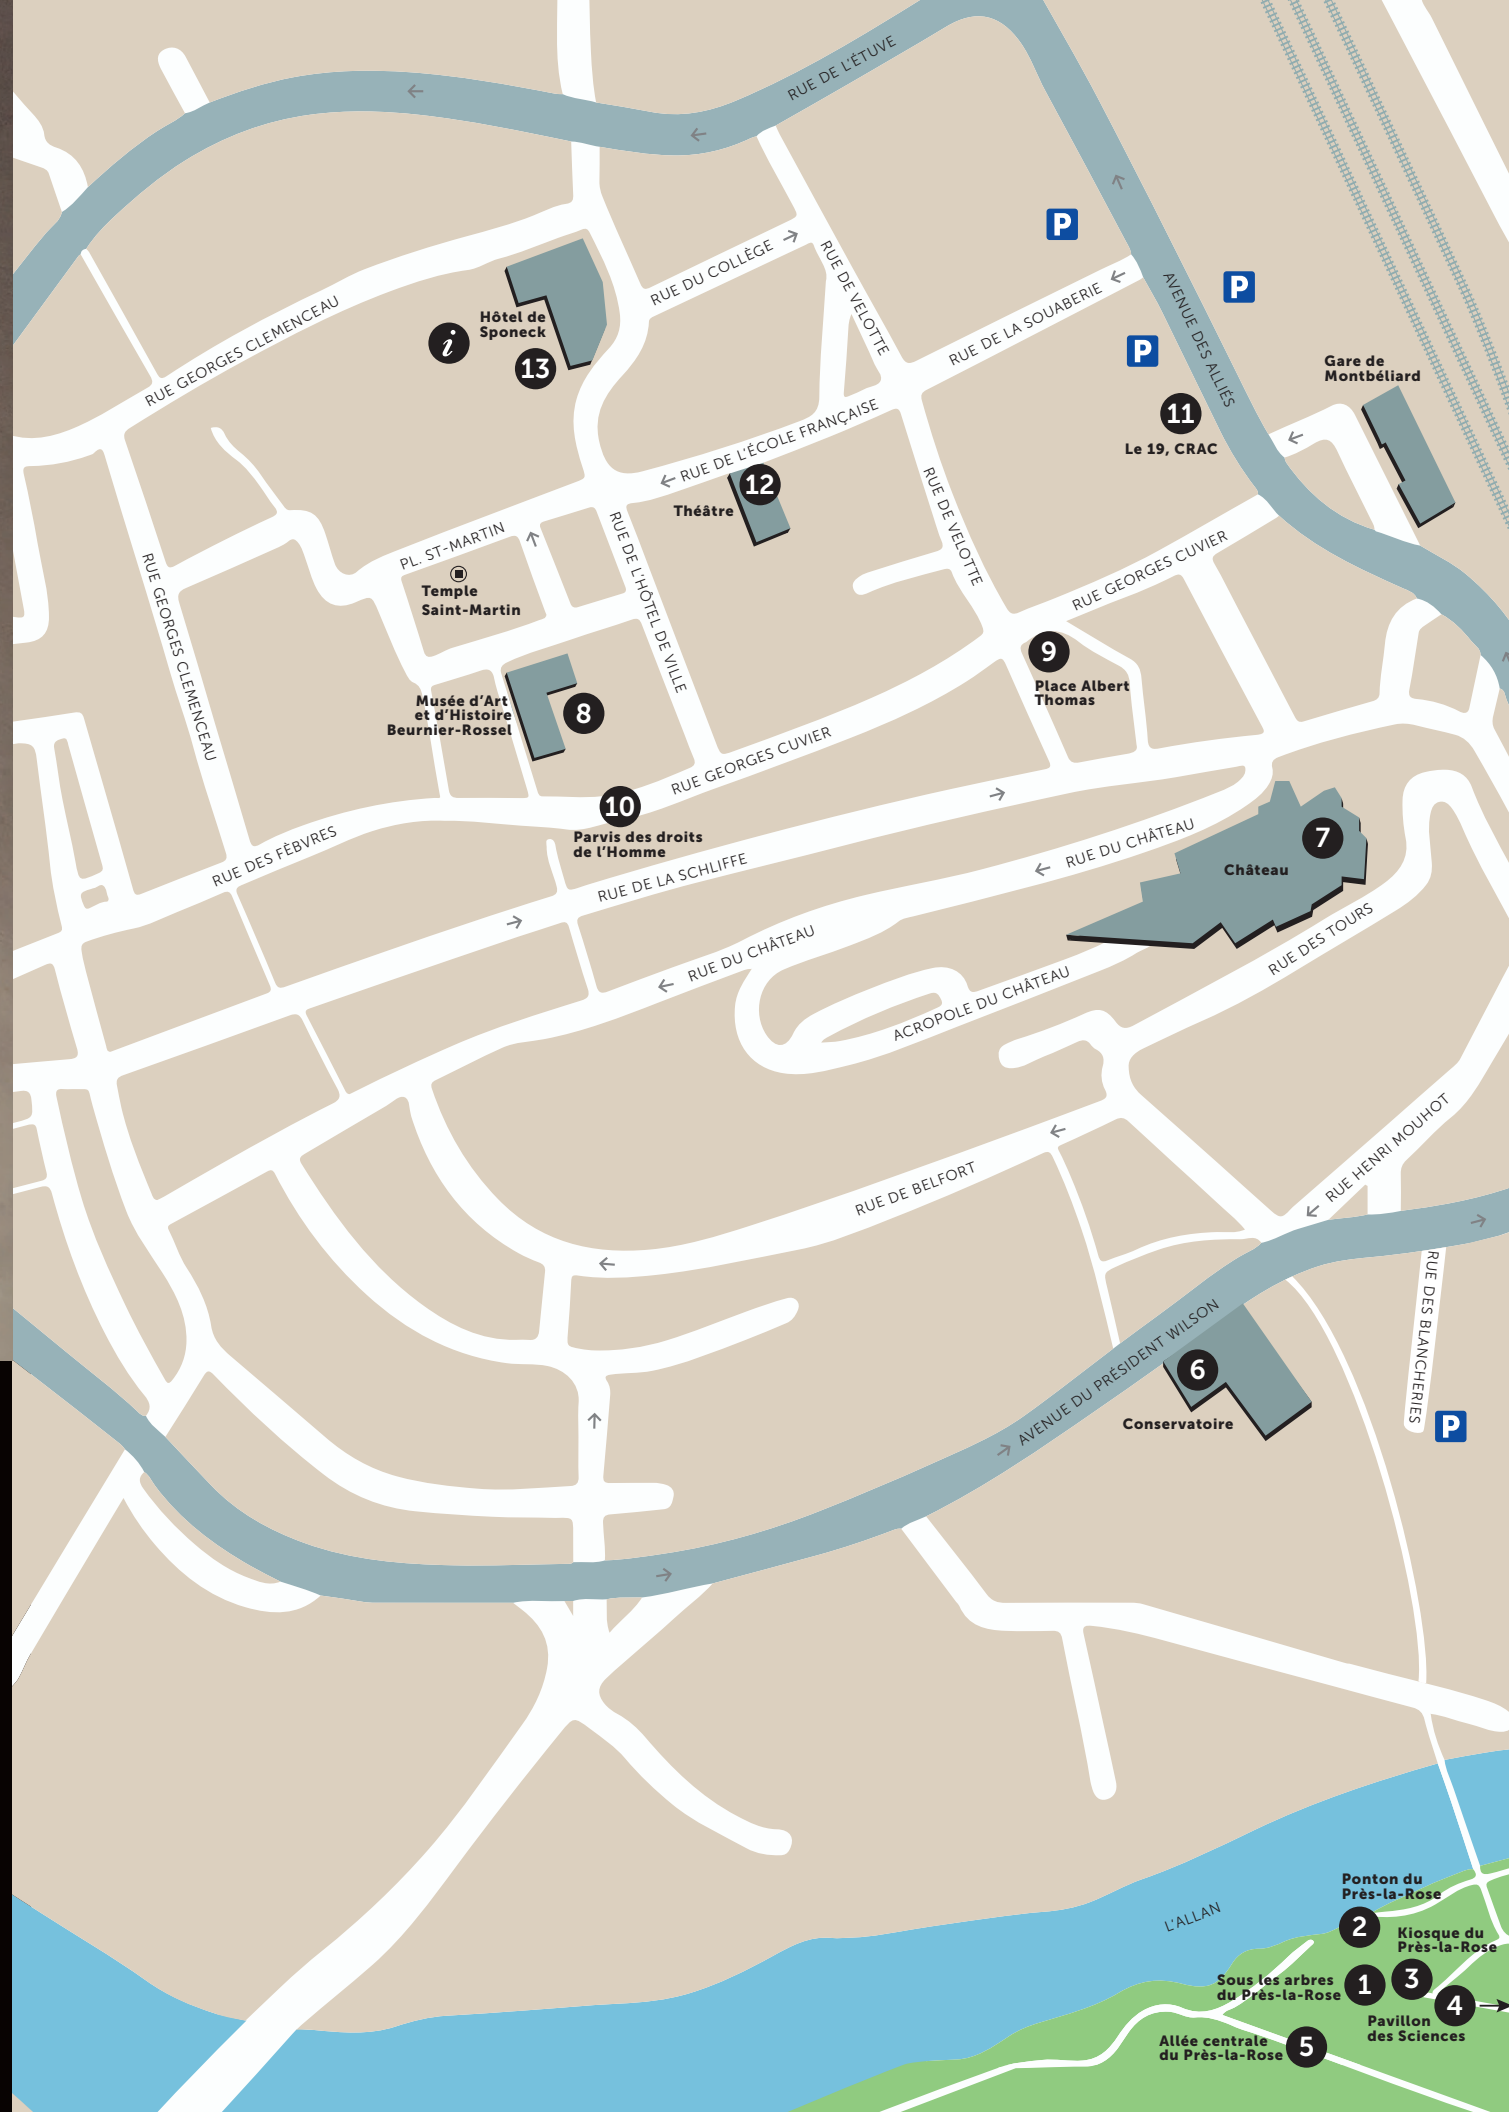 RUE DE L'ÉTUVE
P
RUE DU COLLÈGE
RUE DE VELOTTE
P
AVENUE DES ALLIÉS
RUE DE LA SOUABERIE
RUE GEORGES CLEMENCEAU
i
Hôtel de
Sponeck
13
P
Gare de
Montbéliard
11
Le 19, CRAC
RUE DE L'ÉCOLE FRANÇAISE
12
Théâtre
RUE DE VELOTTE
PL. ST-MARTIN
Temple
Saint-Martin
RUE DE L'HÔTEL DE VILLE
RUE GEORGES CLEMENCEAU
RUE GEORGES CUVIER
9
Place Albert
Thomas
Musée d'Art
et d'Histoire
Beurnier-Rossel
8
RUE GEORGES CUVIER
10
Parvis des droits
de l'Homme
RUE DES FÈBVRES
RUE DE LA SCHLIFFE
RUE DU CHÂTEAU
7
Château
RUE DU CHÂTEAU
RUE DES TOURS
ACROPOLE DU CHÂTEAU
RUE HENRI MOUHOT
RUE DE BELFORT
RUE DES BLANCHERIES
AVENUE DU PRÉSIDENT WILSON
6
Conservatoire
P
L'ALLAN
Ponton du
Près-la-Rose
2
Kiosque du
Près-la-Rose
Sous les arbres
du Près-la-Rose
1
3
4
Pavillon
des Sciences
Allée centrale
du Près-la-Rose
5